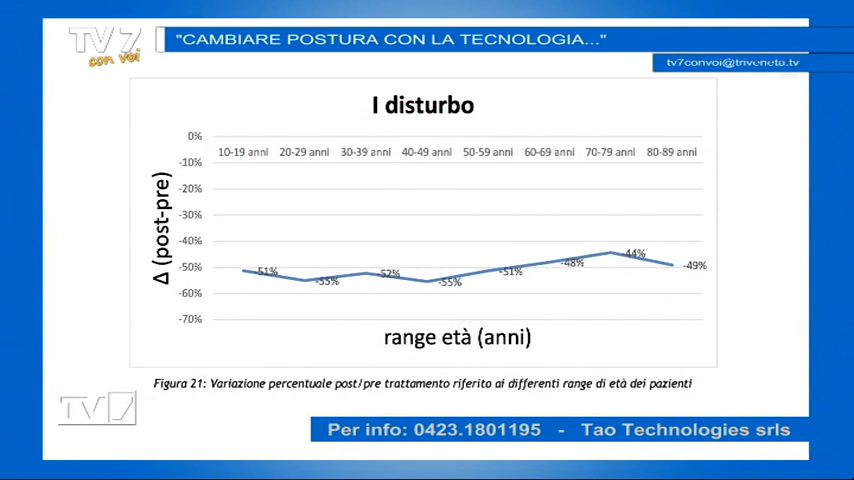 TV7
con voi
"CAMBIARE POSTURA CON LA TECNOLOGIA..."
tv7convoi@triveneta.tv
I disturbo
0%
10-19 anni 20-29 anni 30-39 anni 40-49 anni 50-59 anni 60-69 anni 70-79 anni 80-89 anni
-10%
-20%
-30%
-40%
-50%
-60%
-70%
Δ (post-pre)
-51% -55% -52% -55% -51% -48% -44% -49%
range età (anni)
Figura 21: Variazione percentuale post/pre trattamento riferito ai differenti range di età dei pazienti
TV7
Per info: 0423.1801195 - Tao Technologies srls